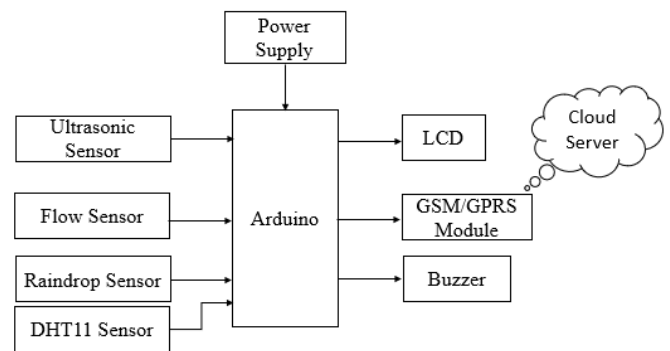 Power
Supply
Ultrasonic
Sensor
Flow Sensor
Raindrop Sensor
DHT11 Sensor
Arduino
LCD
GSM/GPRS
Module
Buzzer
Cloud
Server